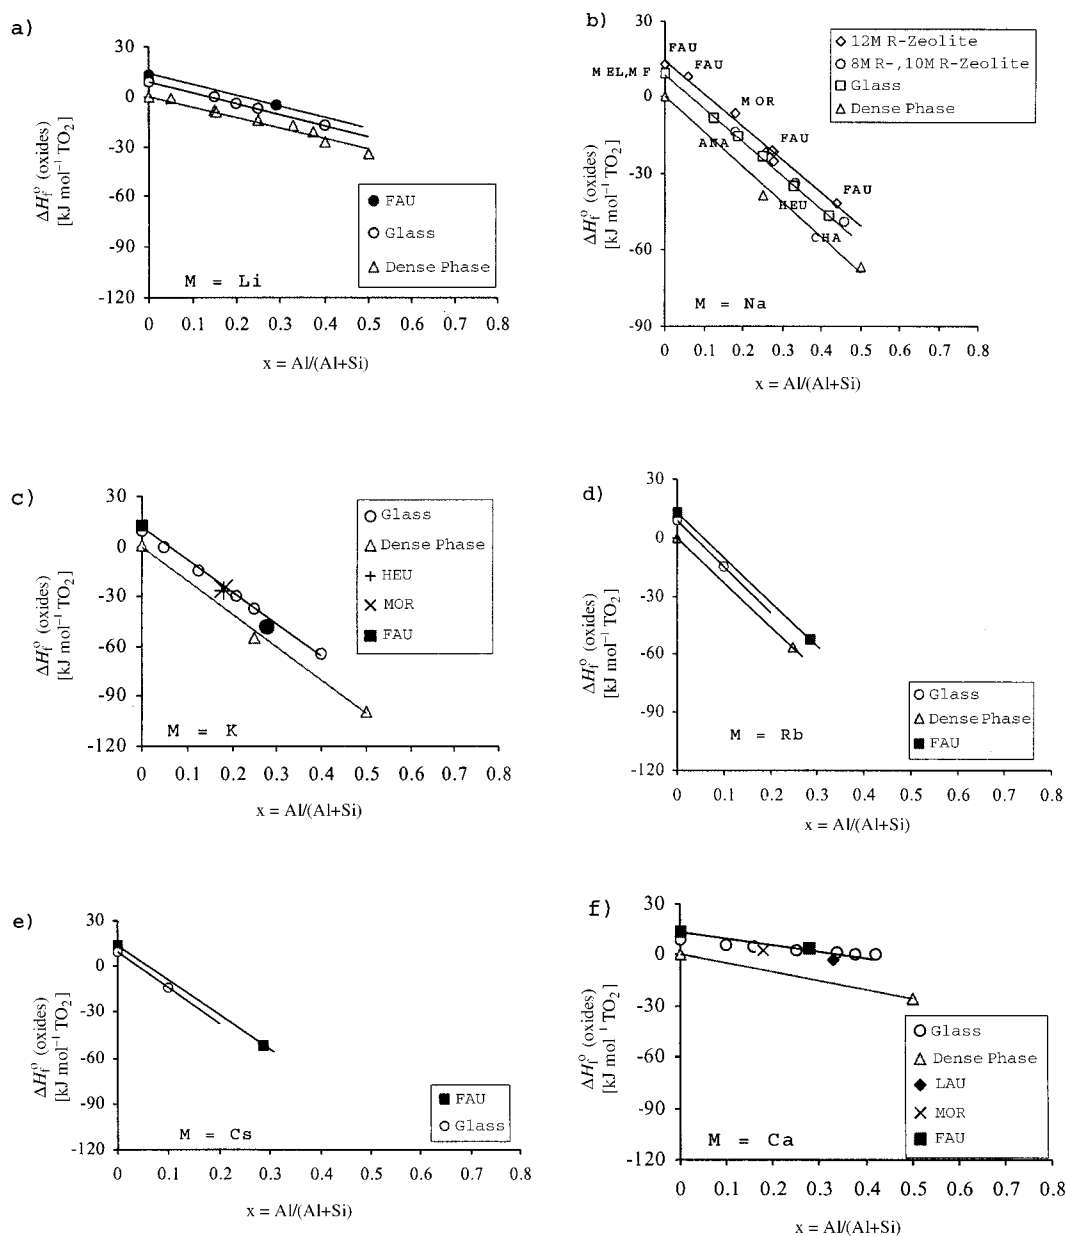 a)
30
0
-30
-60
-90
-120
0 0.1 0.2 0.3 0.4 0.5 0.6 0.7 0.8
ΔH°f (oxides)
[kJ mol⁻¹ TO₂]
x = Al/(Al+Si)
M = Li
FAU
Glass
Dense Phase
b)
30
0
-30
-60
-90
0 0.1 0.2 0.3 0.4 0.5 0.6 0.7 0.8
ΔH°f (oxides)
[kJ mol⁻¹ TO₂]
x = Al/(Al+Si)
M = Na
12MR-Zeolite
8MR-,10MR-Zeolite
Glass
Dense Phase
FAU
FAU
MEL,MF
MOR
ANA
FAU
HEU
FAU
CHA
c)
30
0
-30
-60
-90
-120
0 0.1 0.2 0.3 0.4 0.5 0.6 0.7 0.8
ΔH°f (oxides)
[kJ mol⁻¹ TO₂]
x = Al/(Al+Si)
M = K
Glass
Dense Phase
HEU
MOR
FAU
d)
30
0
-30
-60
-90
-120
0 0.1 0.2 0.3 0.4 0.5 0.6 0.7 0.8
ΔH°f (oxides)
[kJ mol⁻¹ TO₂]
x = Al/(Al+Si)
M = Rb
Glass
Dense Phase
FAU
e)
30
0
-30
-60
-90
-120
0 0.1 0.2 0.3 0.4 0.5 0.6 0.7 0.8
ΔH°f (oxides)
[kJ mol⁻¹ TO₂]
x = Al/(Al+Si)
M = Cs
FAU
Glass
f)
30
0
-30
-60
-90
-120
0 0.1 0.2 0.3 0.4 0.5 0.6 0.7 0.8
ΔH°f (oxides)
[kJ mol⁻¹ TO₂]
x = Al/(Al+Si)
M = Ca
Glass
Dense Phase
LAU
MOR
FAU